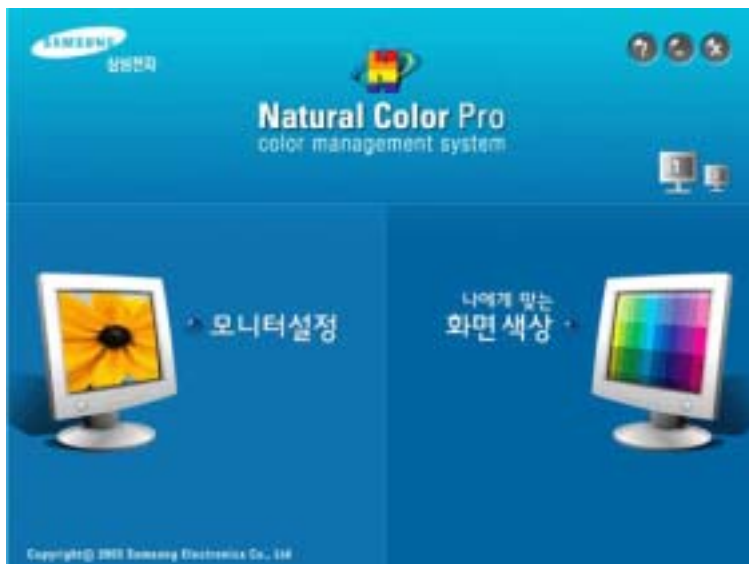 SAMSUNG
삼성전자
Natural Color Pro
color management system
1
모니터설정
나에게 맞는
화면 색상
Copyright© 2003 Samsung Electronics Co., Ltd